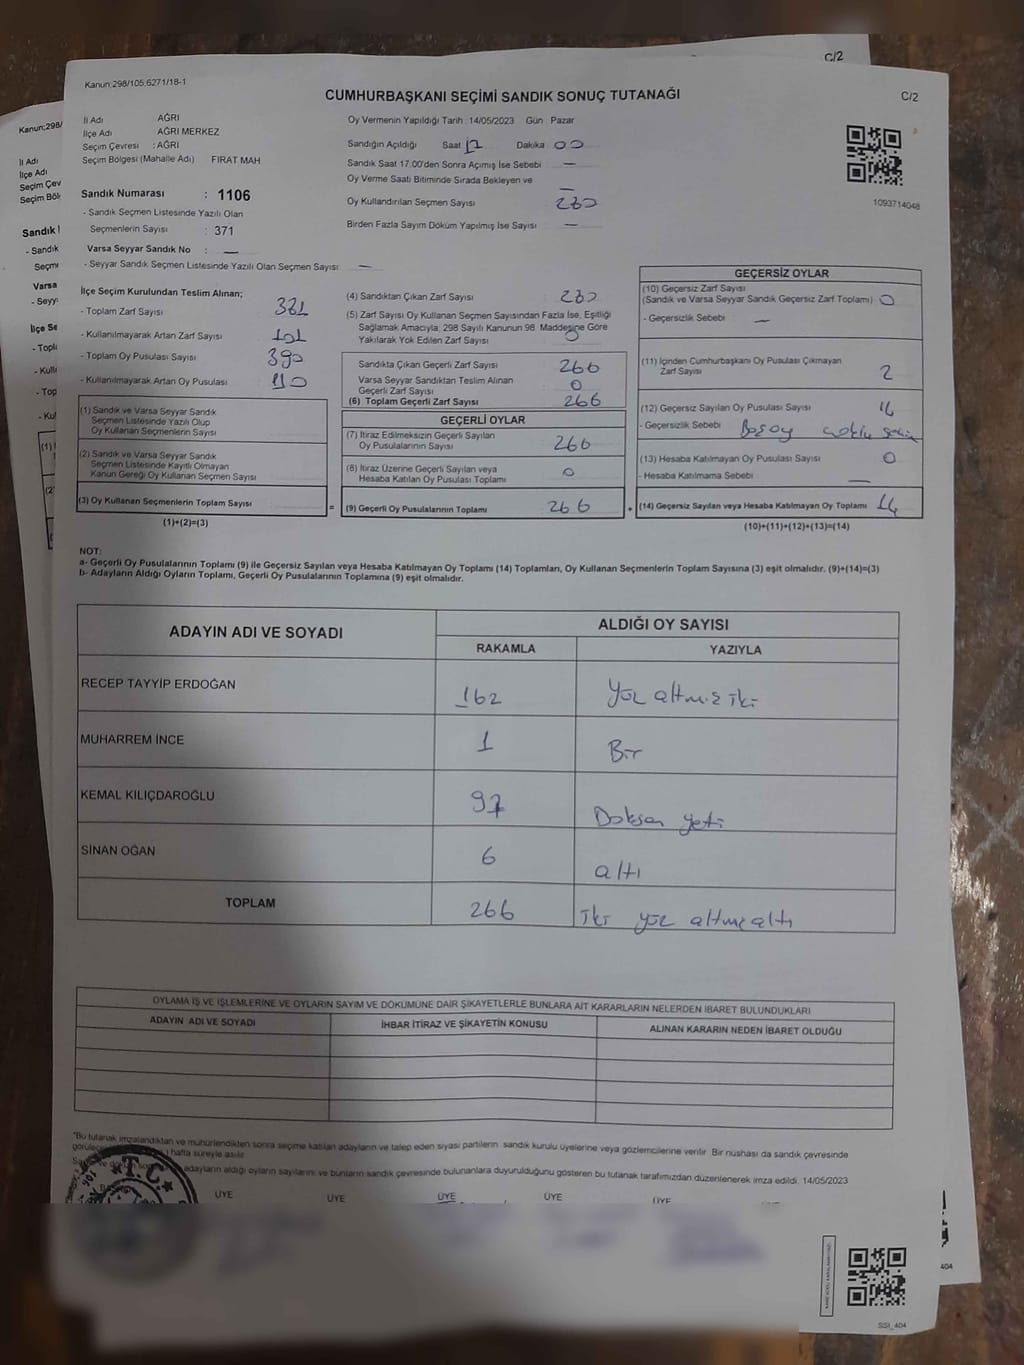 C/2
Kanun:298/105.6271/18-1
CUMHURBAŞKANI SEÇİMİ SANDIK SONUÇ TUTANAĞI
C/2
İl Adı AĞRI
İlçe Adı AĞRI MERKEZ
Seçim Çevresi : AĞRI
Seçim Bölgesi (Mahalle Adı) FIRAT MAH
Oy Vermenin Yapıldığı Tarih :14/05/2023 Gün Pazar
Sandığın Açıldığı Saat 17 Dakika 00
Sandık Saat 17:00'den Sonra Açımış İse Sebebi —
Oy Verme Saati Bitiminde Sırada Bekleyen ve —
Oy Kullandırılan Seçmen Sayısı 280
Birden Fazla Sayım Döküm Yapılmış İse Sayısı —
1093714048
Sandık Numarası : 1106
- Sandık Seçmen Listesinde Yazılı Olan
Seçmenlerin Sayısı : 371
Varsa Seyyar Sandık No : —
- Seyyar Sandık Seçmen Listesinde Yazılı Olan Seçmen Sayısı —
İlçe Seçim Kurulundan Teslim Alınan;
- Toplam Zarf Sayısı 381
- Kullanılmayarak Artan Zarf Sayısı 101
- Toplam Oy Pusulası Sayısı 390
- Kullanılmayarak Artan Oy Pusulası 110
(1) Sandık ve Varsa Seyyar Sandık
Seçmen Listesinde Yazılı Olup
Oy Kullanan Seçmenlerin Sayısı
(2) Sandık ve Varsa Seyyar Sandık
Seçmen Listesinde Kayıtlı Olmayan
Kanun Gereği Oy Kullanan Seçmen Sayısı
(3) Oy Kullanan Seçmenlerin Toplam Sayısı
(1)+(2)=(3)
(4) Sandıktan Çıkan Zarf Sayısı 280
(5) Zarf Sayısı Oy Kullanan Seçmen Sayısından Fazla İse, Eşitliği
Sağlamak Amacıyla; 298 Sayılı Kanunun 98. Maddesine Göre
Yakılarak Yok Edilen Zarf Sayısı 0
Sandıkta Çıkan Geçerli Zarf Sayısı 266
Varsa Seyyar Sandıktan Teslim Alınan
Geçerli Zarf Sayısı 0
(6) Toplam Geçerli Zarf Sayısı 266
GEÇERLİ OYLAR
(7) İtiraz Edilmeksizin Geçerli Sayılan
Oy Pusulalarının Sayısı 266
(8) İtiraz Üzerine Geçerli Sayılan veya
Hesaba Katılan Oy Pusulası Toplamı 0
= (9) Geçerli Oy Pusulalarının Toplamı 266 +
GEÇERSİZ OYLAR
(10) Geçersiz Zarf Sayısı
(Sandık ve Varsa Seyyar Sandık Geçersiz Zarf Toplamı) 0
- Geçersizlik Sebebi —
(11) İçinden Cumhurbaşkanı Oy Pusulası Çıkmayan
Zarf Sayısı 2
(12) Geçersiz Sayılan Oy Pusulası Sayısı
- Geçersizlik Sebebi
(13) Hesaba Katılmayan Oy Pusulası Sayısı 0
- Hesaba Katılmama Sebebi —
(14) Geçersiz Sayılan veya Hesaba Katılmayan Oy Toplamı 14
(10)+(11)+(12)+(13)=(14)
NOT:
a- Geçerli Oy Pusulalarının Toplamı (9) ile Geçersiz Sayılan veya Hesaba Katılmayan Oy Toplamı (14) Toplamları, Oy Kullanan Seçmenlerin Toplam Sayısına (3) eşit olmalıdır. (9)+(14)=(3)
b- Adayların Aldığı Oyların Toplamı, Geçerli Oy Pusulalarının Toplamına (9) eşit olmalıdır.
ADAYIN ADI VE SOYADI ALDIĞI OY SAYISI
RAKAMLA YAZIYLA
RECEP TAYYİP ERDOĞAN 162 Yüz altmış iki
MUHARREM İNCE 1 Bir
KEMAL KILIÇDAROĞLU 97 Doksan yedi
SİNAN OĞAN 6 altı
TOPLAM 266 iki yüz altmış altı
OYLAMA İŞ VE İŞLEMLERİNE VE OYLARIN SAYIM VE DÖKÜMÜNE DAİR ŞİKAYETLERLE BUNLARA AİT KARARLARIN NELERDEN İBARET BULUNDUKLARI
ADAYIN ADI VE SOYADI İHBAR İTİRAZ VE ŞİKAYETİN KONUSU ALINAN KARARIN NEDEN İBARET OLDUĞU
"Bu tutanak imzalandıktan ve mühürlendikten sonra seçime katılan adayların ve talep eden siyasi partilerin sandık kurulu üyelerine veya gözlemcilerine verilir. Bir nüshası da sandık çevresinde
hafta süreyle asılır.
adayların aldığı oyların sayılarını ve bunların sandık çevresinde bulunanlara duyurulduğunu gösteren bu tutanak tarafımızdan düzenlenerek imza edildi. 14/05/2023
ÜYE ÜYE ÜYE ÜYE ÜYE
T.C.
SSI_404